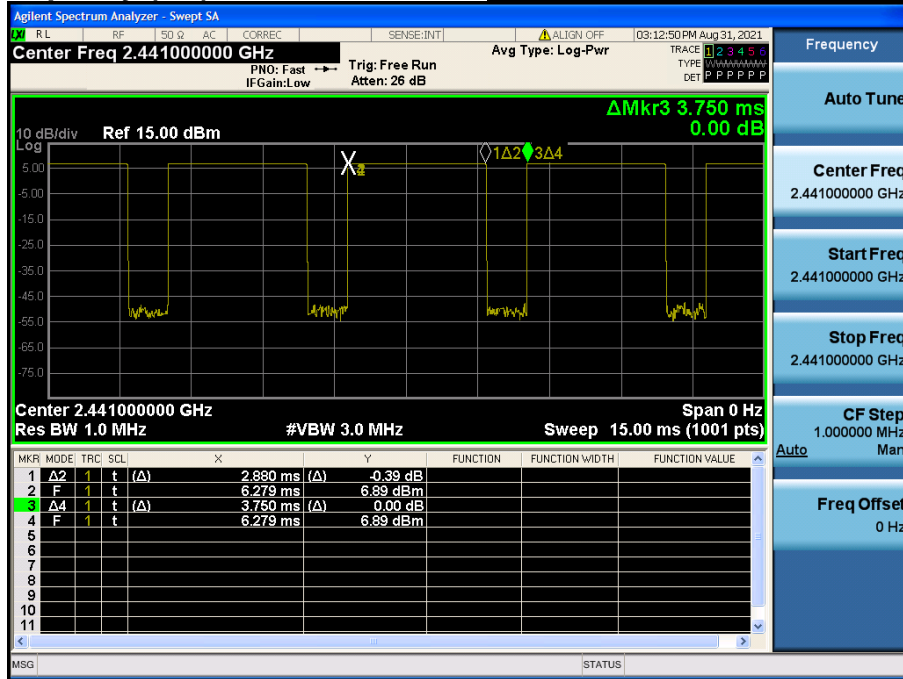 Agilent Spectrum Analyzer - Swept SA
LXI RL RF 50 Ω AC CORREC SENSE:INT ALIGN OFF 03:12:50 PM Aug 31, 2021
Center Freq 2.441000000 GHz
PNO: Fast
IFGain:Low
Trig: Free Run
Atten: 26 dB
Avg Type: Log-Pwr
TRACE 1 2 3 4 5 6
TYPE WWWWWW
DET P P P P P P
ΔMkr3 3.750 ms
0.00 dB
10 dB/div Ref 15.00 dBm
Log
5.00
-5.00
-15.0
-25.0
-35.0
-45.0
-55.0
-65.0
-75.0
X
1Δ2 3Δ4
Center 2.441000000 GHz Span 0 Hz
Res BW 1.0 MHz #VBW 3.0 MHz Sweep 15.00 ms (1001 pts)
MKR MODE TRC SCL X Y FUNCTION FUNCTION WIDTH FUNCTION VALUE
1 Δ2 1 t (Δ) 2.880 ms (Δ) -0.39 dB
2 F 1 t 6.279 ms 6.89 dBm
3 Δ4 1 t (Δ) 3.750 ms (Δ) 0.00 dB
4 F 1 t 6.279 ms 6.89 dBm
5
6
7
8
9
10
11
MSG STATUS
Frequency
Auto Tune
Center Freq
2.441000000 GHz
Start Freq
2.441000000 GHz
Stop Freq
2.441000000 GHz
CF Step
1.000000 MHz
Auto Man
Freq Offset
0 Hz